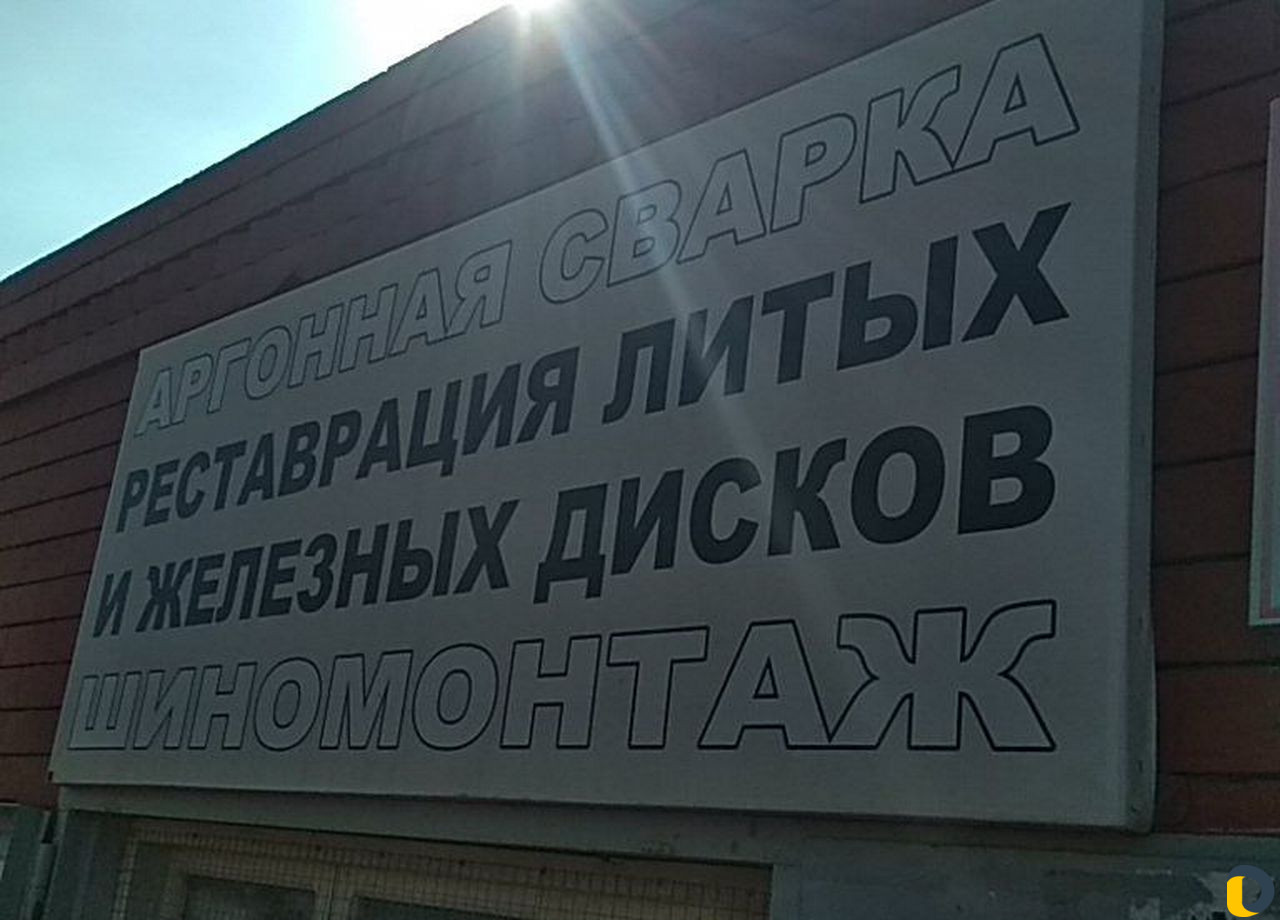 АРГОННАЯ СВАРКА
РЕСТАВРАЦИЯ ЛИТЫХ
И ЖЕЛЕЗНЫХ ДИСКОВ
ШИНОМОНТАЖ